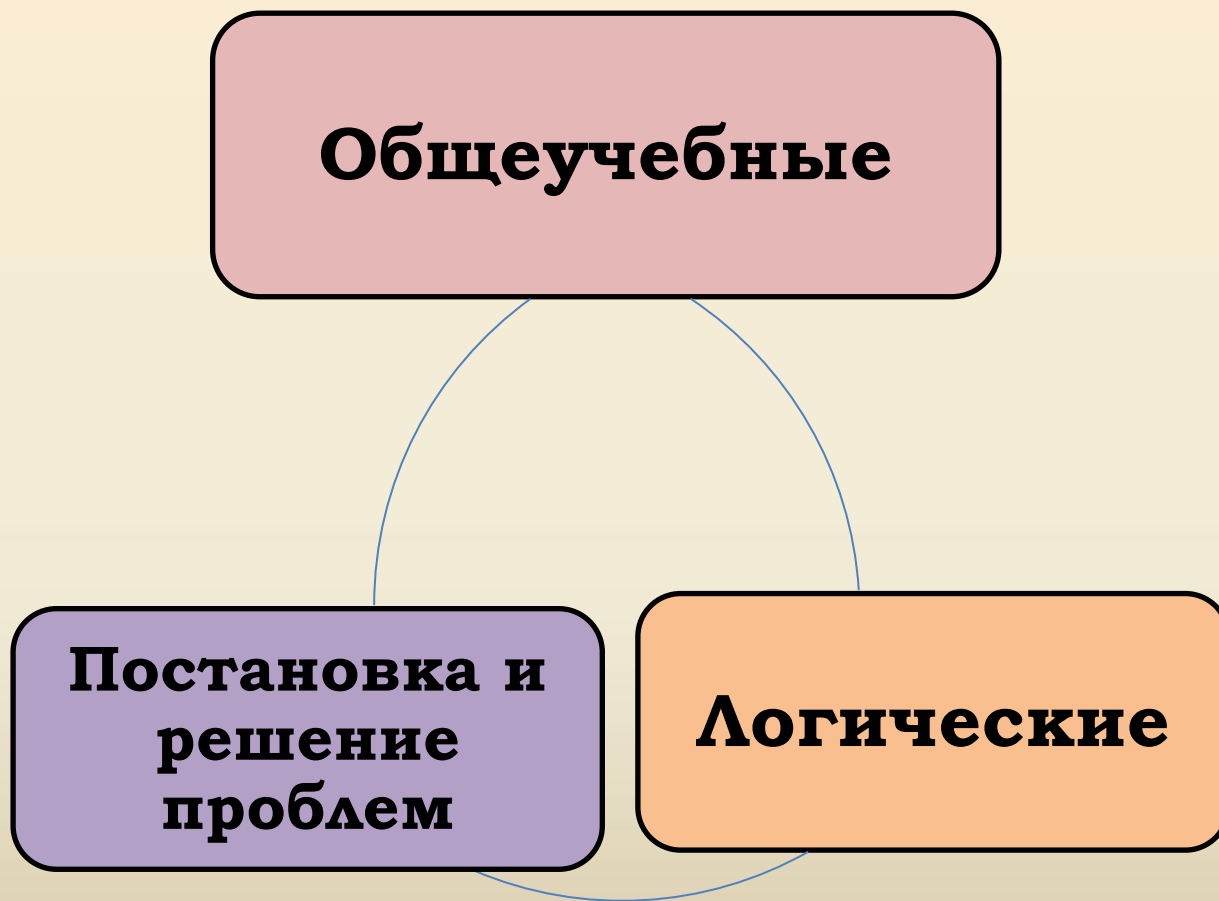 Общеучебные
Постановка и
решение
проблем
Логические